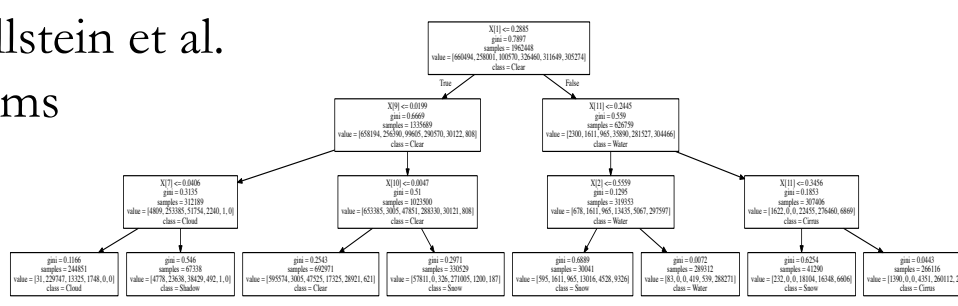 llstein et al.
ms
X[1] <= 0.2885
gini = 0.7897
samples = 1962448
value = [660494, 258001, 100570, 326460, 311649, 305274]
class = Clear
True
False
X[9] <= 0.0199
gini = 0.6669
samples = 1335689
value = [658194, 256390, 99605, 290570, 30122, 808]
class = Clear
X[11] <= 0.2445
gini = 0.559
samples = 626759
value = [2300, 1611, 965, 35890, 281527, 304466]
class = Water
X[7] <= 0.0406
gini = 0.3135
samples = 312189
value = [4809, 253385, 51754, 2240, 1, 0]
class = Cloud
X[10] <= 0.0047
gini = 0.51
samples = 1023500
value = [653385, 3005, 47851, 288330, 30121, 808]
class = Clear
X[2] <= 0.5559
gini = 0.1295
samples = 319353
value = [678, 1611, 965, 13435, 5067, 297597]
class = Water
X[11] <= 0.3456
gini = 0.1853
samples = 307406
value = [1622, 0, 0, 22455, 276460, 6869]
class = Cirrus
gini = 0.1166
samples = 244851
value = [31, 229747, 13325, 1748, 0, 0]
class = Cloud
gini = 0.546
samples = 67338
value = [4778, 23638, 38429, 492, 1, 0]
class = Shadow
gini = 0.2543
samples = 692971
value = [595574, 3005, 47525, 17325, 28921, 621]
class = Clear
gini = 0.2971
samples = 330529
value = [57811, 0, 326, 271005, 1200, 187]
class = Snow
gini = 0.6889
samples = 30041
value = [595, 1611, 965, 13016, 4528, 9326]
class = Snow
gini = 0.0072
samples = 289312
value = [83, 0, 0, 419, 539, 288271]
class = Water
gini = 0.6254
samples = 41290
value = [232, 0, 0, 18104, 16348, 6606]
class = Snow
gini = 0.0443
samples = 266116
value = [1390, 0, 0, 4351, 260112, 2
class = Cirrus